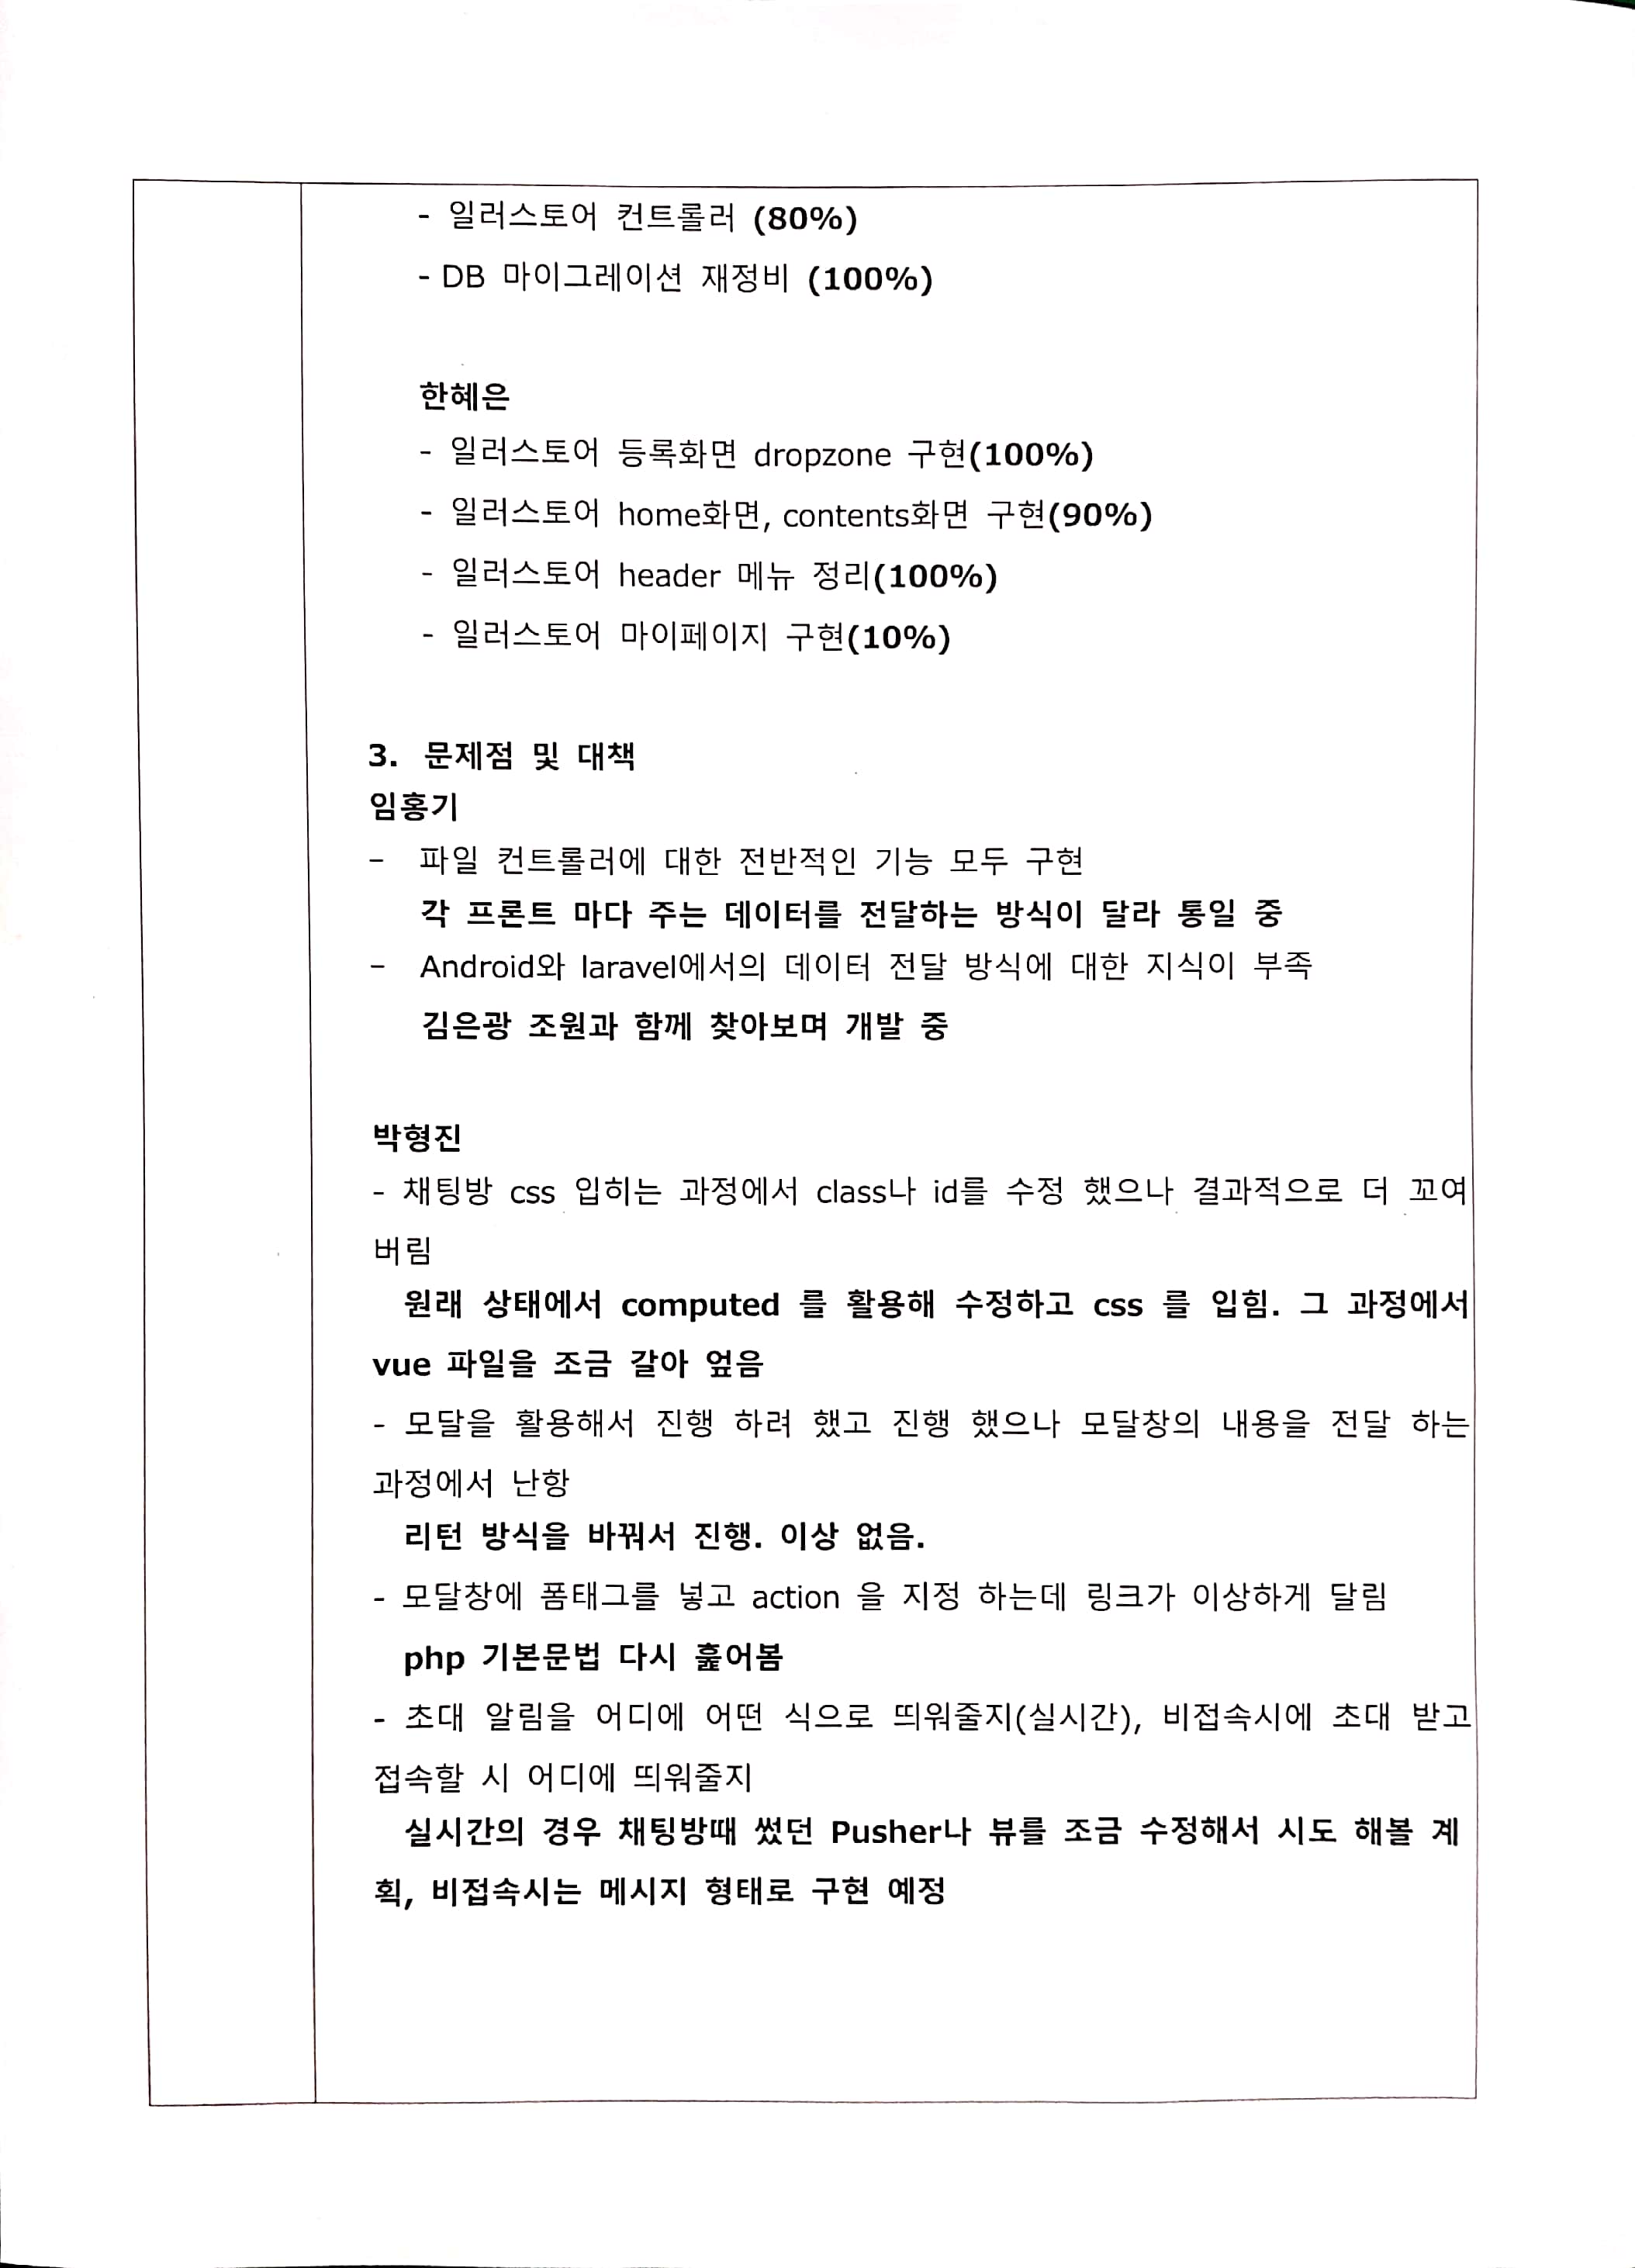 - 일러스토어 컨트롤러 (80%)
- DB 마이그레이션 재정비 (100%)
한혜은
- 일러스토어 등록화면 dropzone 구현(100%)
- 일러스토어 home화면, contents화면 구현(90%)
- 일러스토어 header 메뉴 정리(100%)
- 일러스토어 마이페이지 구현(10%)
3. 문제점 및 대책
임홍기
- 파일 컨트롤러에 대한 전반적인 기능 모두 구현
각 프론트 마다 주는 데이터를 전달하는 방식이 달라 통일 중
- Android와 laravel에서의 데이터 전달 방식에 대한 지식이 부족
김은광 조원과 함께 찾아보며 개발 중
박형진
- 채팅방 css 입히는 과정에서 class나 id를 수정 했으나 결과적으로 더 꼬여
버림
원래 상태에서 computed 를 활용해 수정하고 css 를 입힘. 그 과정에서
vue 파일을 조금 갈아 엎음
- 모달을 활용해서 진행 하려 했고 진행 했으나 모달창의 내용을 전달 하는
과정에서 난항
리턴 방식을 바꿔서 진행. 이상 없음.
- 모달창에 폼태그를 넣고 action 을 지정 하는데 링크가 이상하게 달림
php 기본문법 다시 훑어봄
- 초대 알림을 어디에 어떤 식으로 띄워줄지(실시간), 비접속시에 초대 받고
접속할 시 어디에 띄워줄지
실시간의 경우 채팅방때 썼던 Pusher나 뷰를 조금 수정해서 시도 해볼 계
획, 비접속시는 메시지 형태로 구현 예정